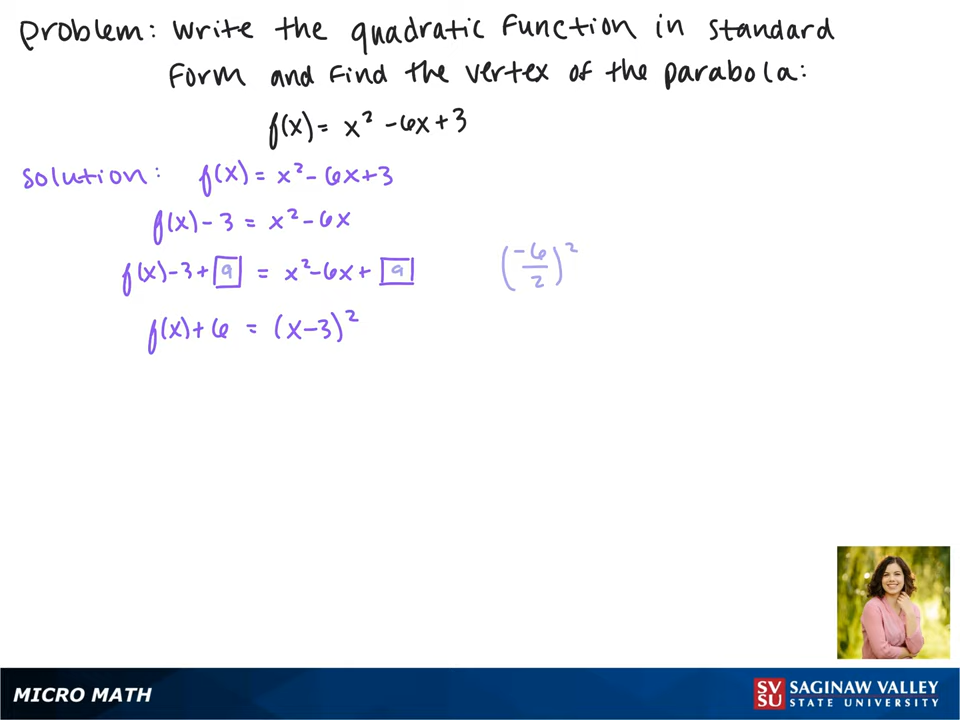 Problem: Write the quadratic function in standard
form and find the vertex of the parabola:
f(x) = x² - 6x + 3
Solution: f(x) = x² - 6x + 3
f(x) - 3 = x² - 6x
f(x) - 3 + 9 = x² - 6x + 9 (-6/2)²
f(x) + 6 = (x - 3)²
MICRO MATH
SV SU SAGINAW VALLEY
STATE UNIVERSITY